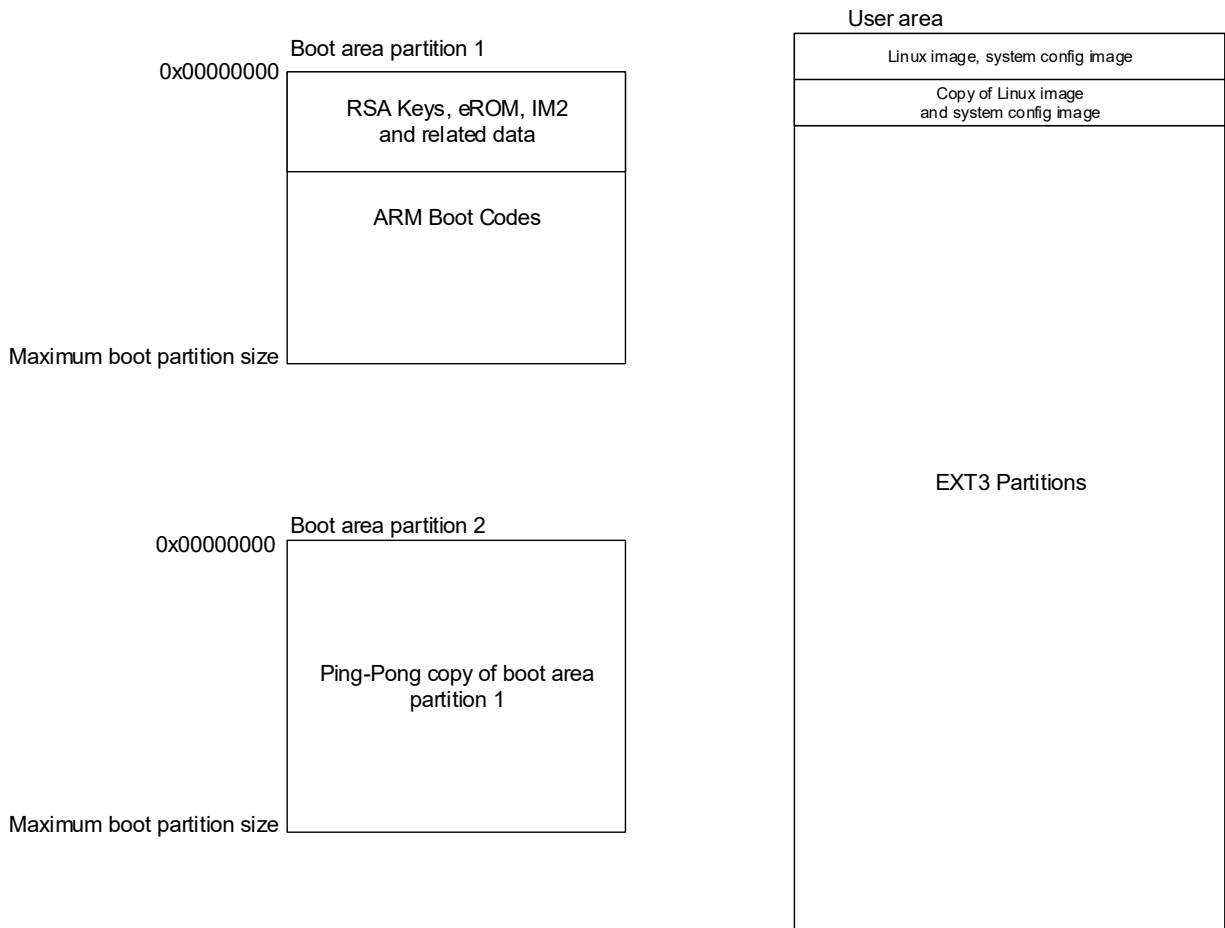 Boot area partition 1
0x00000000
RSA Keys, eROM, IM2
and related data
ARM Boot Codes
Maximum boot partition size
Boot area partition 2
0x00000000
Ping-Pong copy of boot area
partition 1
Maximum boot partition size
User area
Linux image, system config image
Copy of Linux image
and system config image
EXT3 Partitions